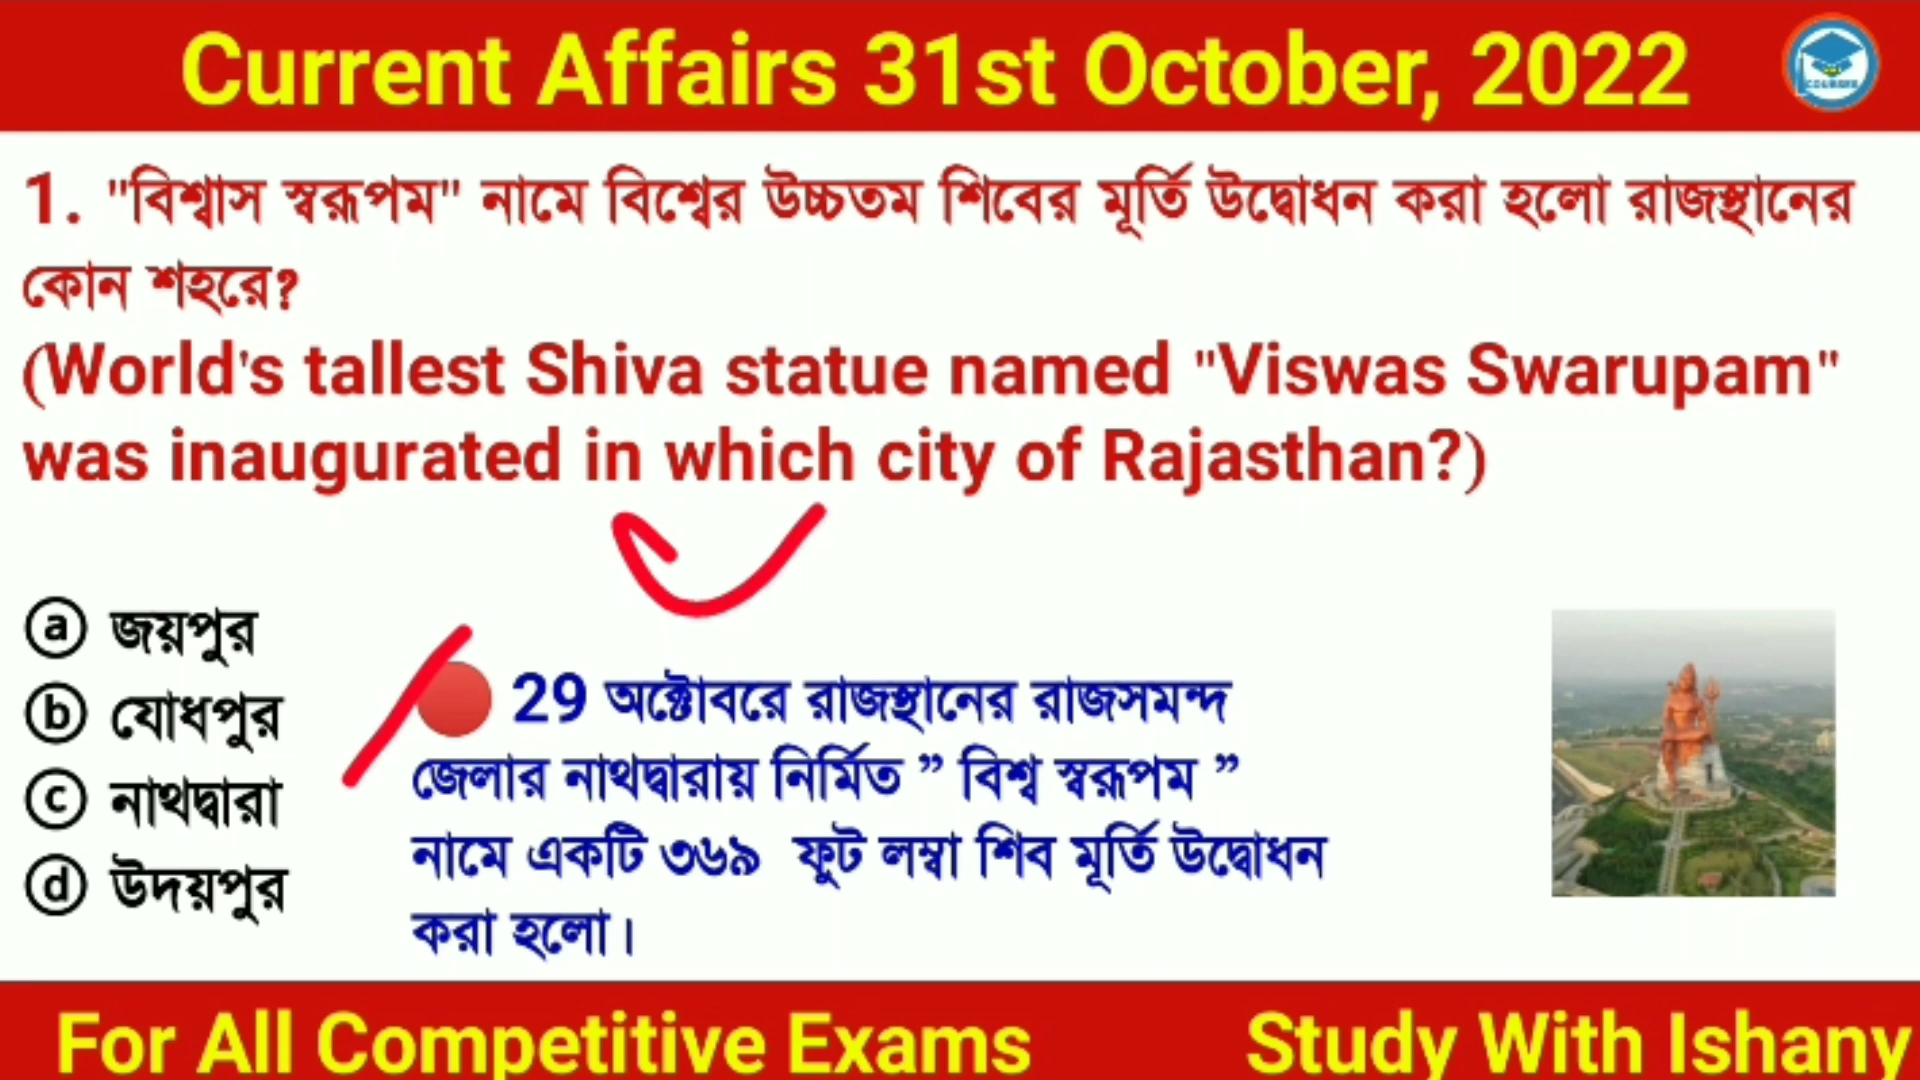 Current Affairs 31st October, 2022
COURSES
1. "বিশ্বাস স্বরূপম" নামে বিশ্বের উচ্চতম শিবের মূর্তি উদ্বোধন করা হলো রাজস্থানের
কোন শহরে?
(World's tallest Shiva statue named "Viswas Swarupam"
was inaugurated in which city of Rajasthan?)
ⓐ জয়পুর
ⓑ যোধপুর
ⓒ নাথদ্বারা
ⓓ উদয়পুর
29 অক্টোবরে রাজস্থানের রাজসমন্দ
জেলার নাথদ্বারায় নির্মিত ” বিশ্ব স্বরূপম ”
নামে একটি ৩৬৯ ফুট লম্বা শিব মূর্তি উদ্বোধন
করা হলো।
For All Competitive Exams
Study With Ishany